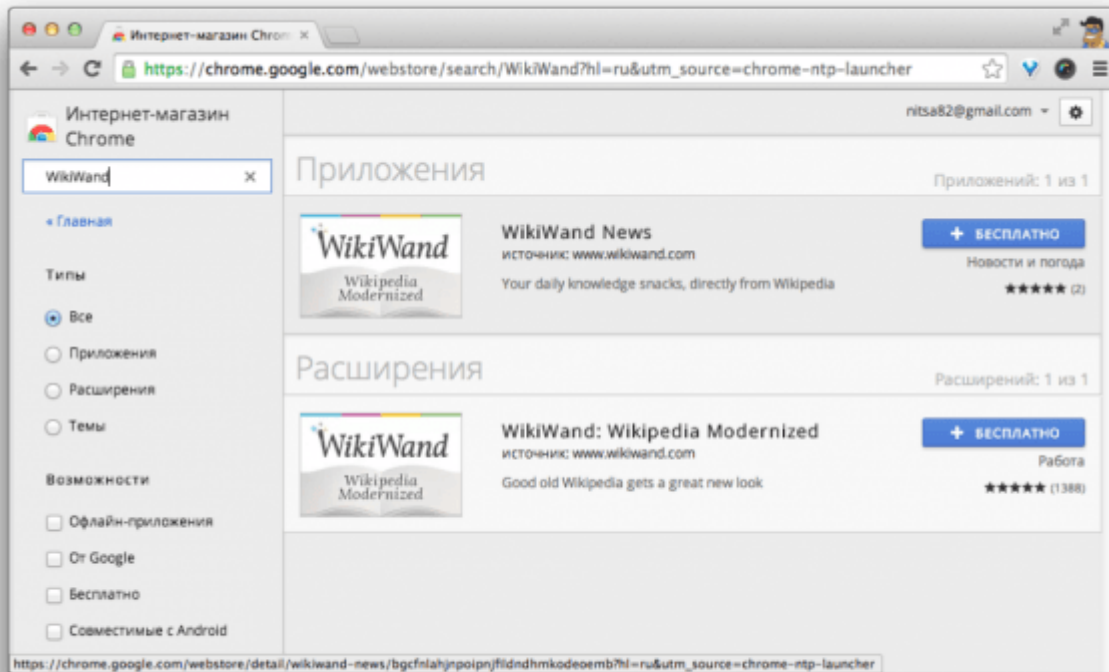 Интернет-магазин Chrom
https://chrome.google.com/webstore/search/WikiWand?hl=ru&utm_source=chrome-ntp-launcher
Интернет-магазин
Chrome
nitsa82@gmail.com
WikiWand
« Главная
Типы
Все
Приложения
Расширения
Темы
Возможности
Офлайн-приложения
От Google
Бесплатно
Совместимые с Android
Приложения
Приложений: 1 из 1
WikiWand
Wikipedia
Modernized
WikiWand News
источник: www.wikiwand.com
Your daily knowledge snacks, directly from Wikipedia
+ БЕСПЛАТНО
Новости и погода
★★★★★ (2)
Расширения
Расширений: 1 из 1
WikiWand
Wikipedia
Modernized
WikiWand: Wikipedia Modernized
источник: www.wikiwand.com
Good old Wikipedia gets a great new look
+ БЕСПЛАТНО
Работа
★★★★★ (1388)
https://chrome.google.com/webstore/detail/wikiwand-news/bgcfnlahjnpoipnjfildndhmkodeoemb?hl=ru&utm_source=chrome-ntp-launcher